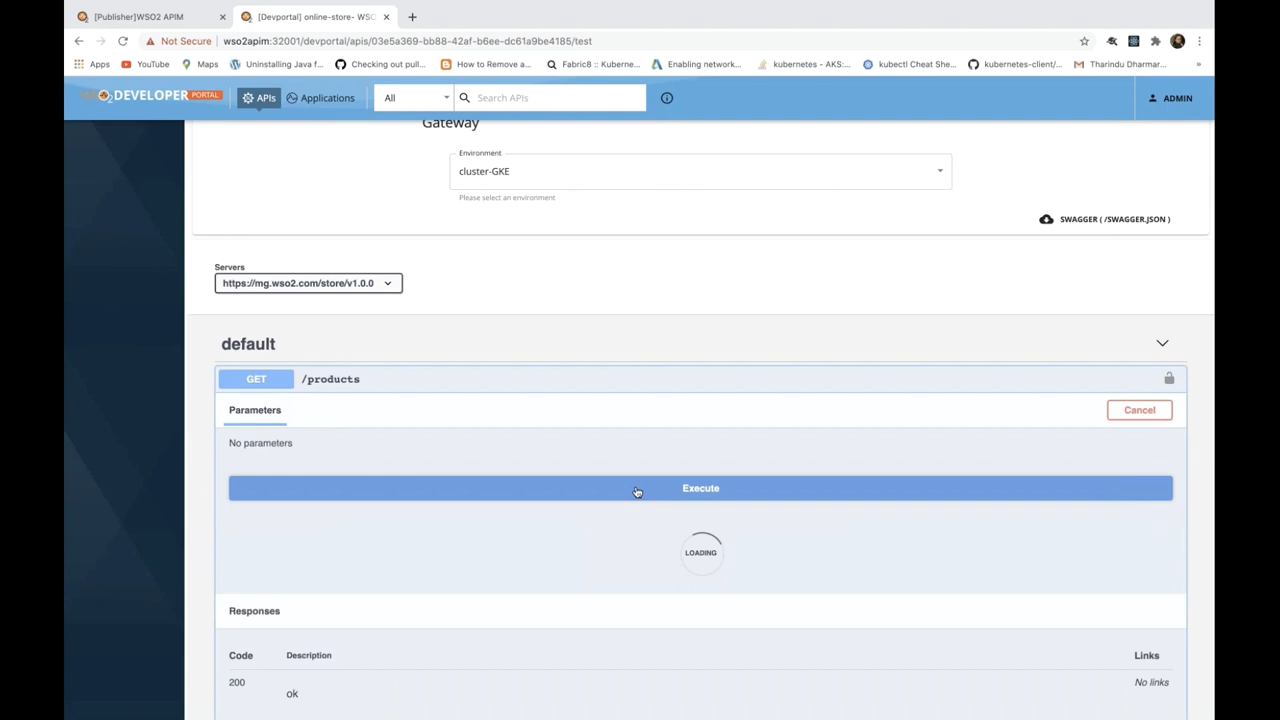 [Publisher]WSO2 APIM
[Devportal] online-store- WSO
Not Secure wso2apim:32001/devportal/apis/03e5a369-bb88-42af-b6ee-dc61a9be4185/test
Apps YouTube Maps Uninstalling Java f... Checking out pull... How to Remove a... Fabric8 :: Kuberne... Enabling network... kubernetes - AKS:... kubectl Cheat She... kubernetes-client/... Tharindu Dharmar... »
DEVELOPER PORTAL APIs Applications All Search APIs ADMIN
Gateway
Environment
cluster-GKE
Please select an environment
SWAGGER ( /SWAGGER.JSON )
Servers
https://mg.wso2.com/store/v1.0.0
default
GET /products
Parameters Cancel
No parameters
Execute
LOADING
Responses
Code Description Links
200 No links
ok